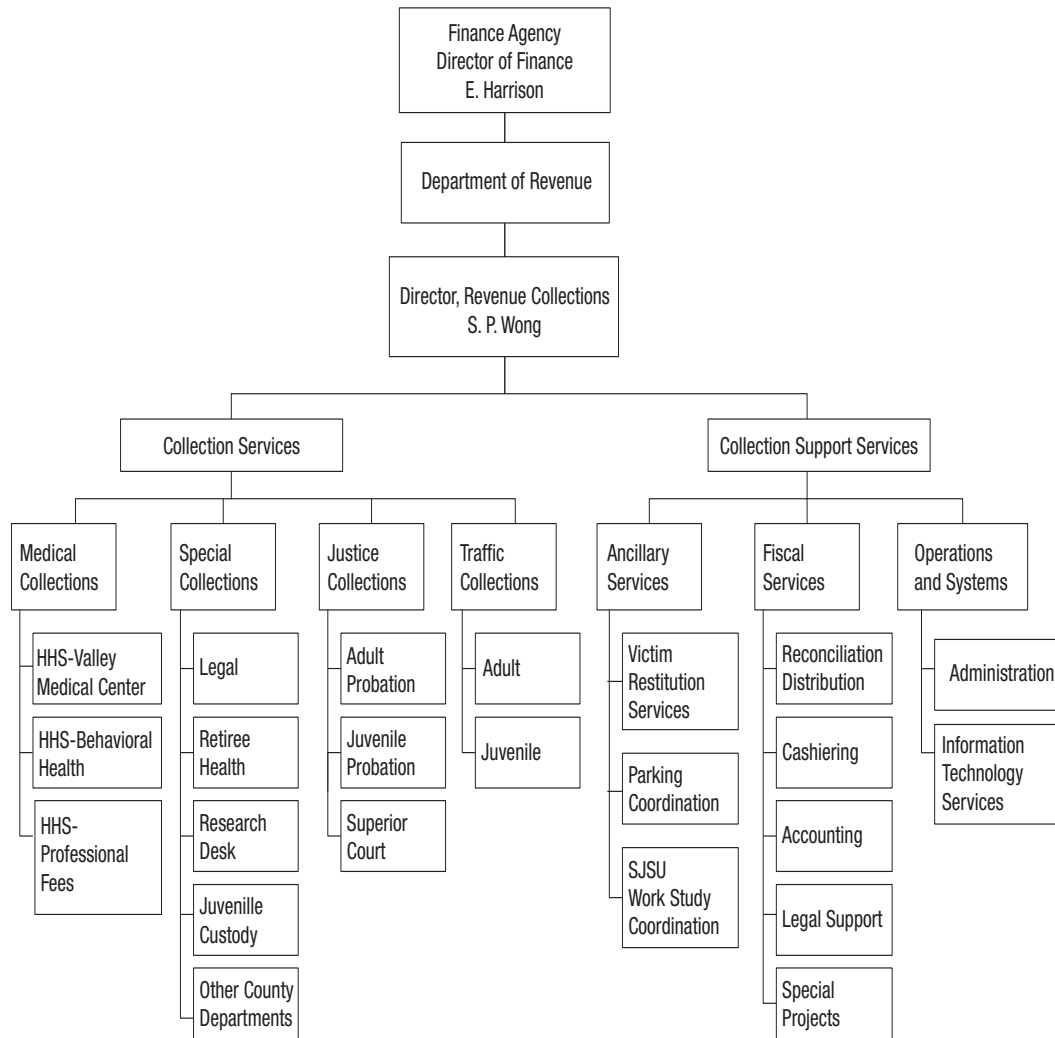 Finance Agency
Director of Finance
E. Harrison
Department of Revenue
Director, Revenue Collections
S. P. Wong
Collection Services
Collection Support Services
Medical
Collections
Special
Collections
Justice
Collections
Traffic
Collections
Ancillary
Services
Fiscal
Services
Operations
and Systems
HHS-Valley
Medical Center
HHS-Behavioral
Health
HHS-
Professional
Fees
Legal
Retiree
Health
Research
Desk
Juvenille
Custody
Other County
Departments
Adult
Probation
Juvenile
Probation
Superior
Court
Adult
Juvenile
Victim
Restitution
Services
Parking
Coordination
SJSU
Work Study
Coordination
Reconciliation
Distribution
Cashiering
Accounting
Legal Support
Special
Projects
Administration
Information
Technology
Services